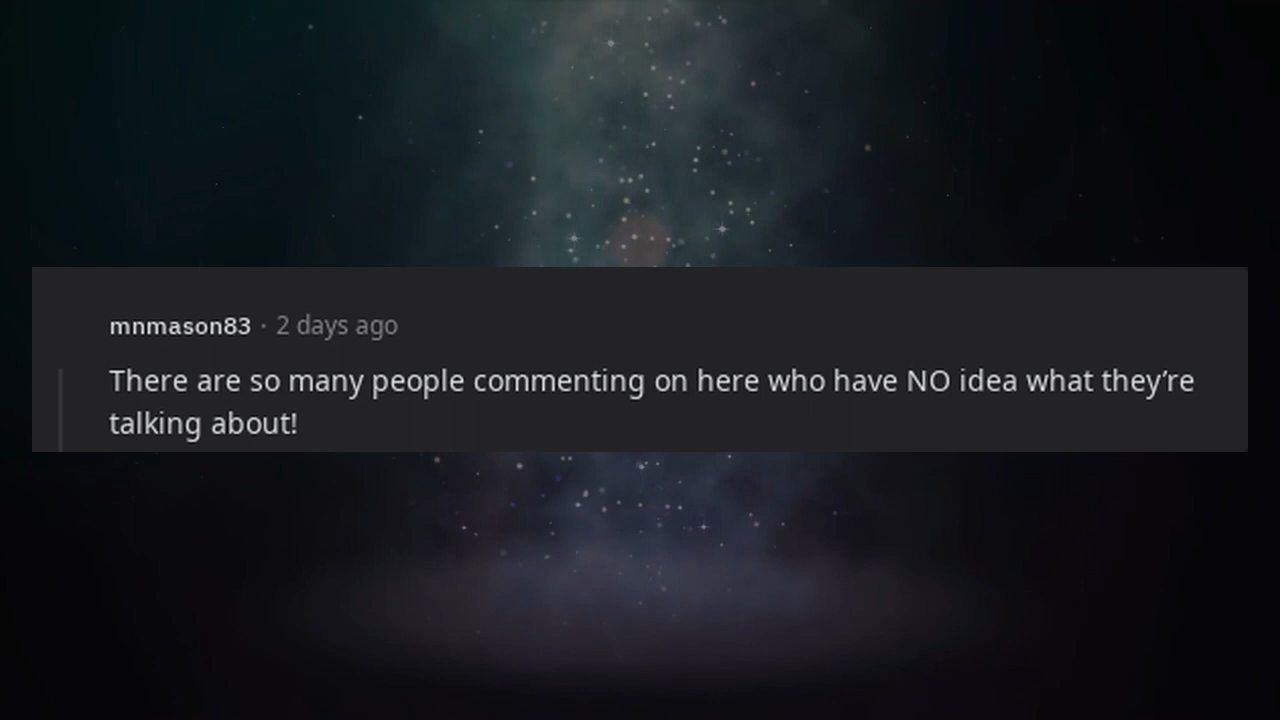 mnmason83 · 2 days ago
There are so many people commenting on here who have NO idea what they’re
talking about!